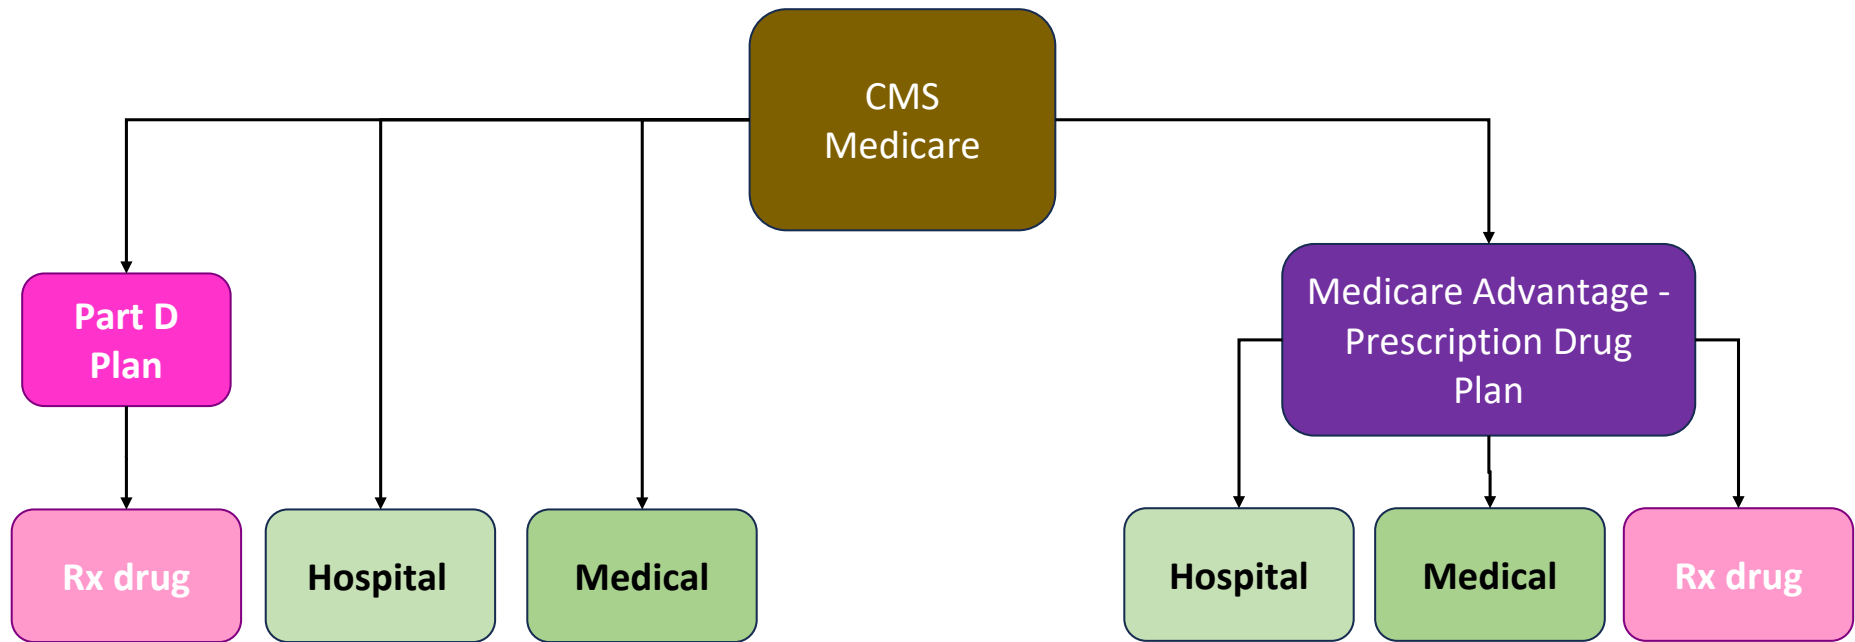 CMS
Medicare
Part D
Plan
Medicare Advantage -
Prescription Drug
Plan
Rx drug
Hospital
Medical
Hospital
Medical
Rx drug